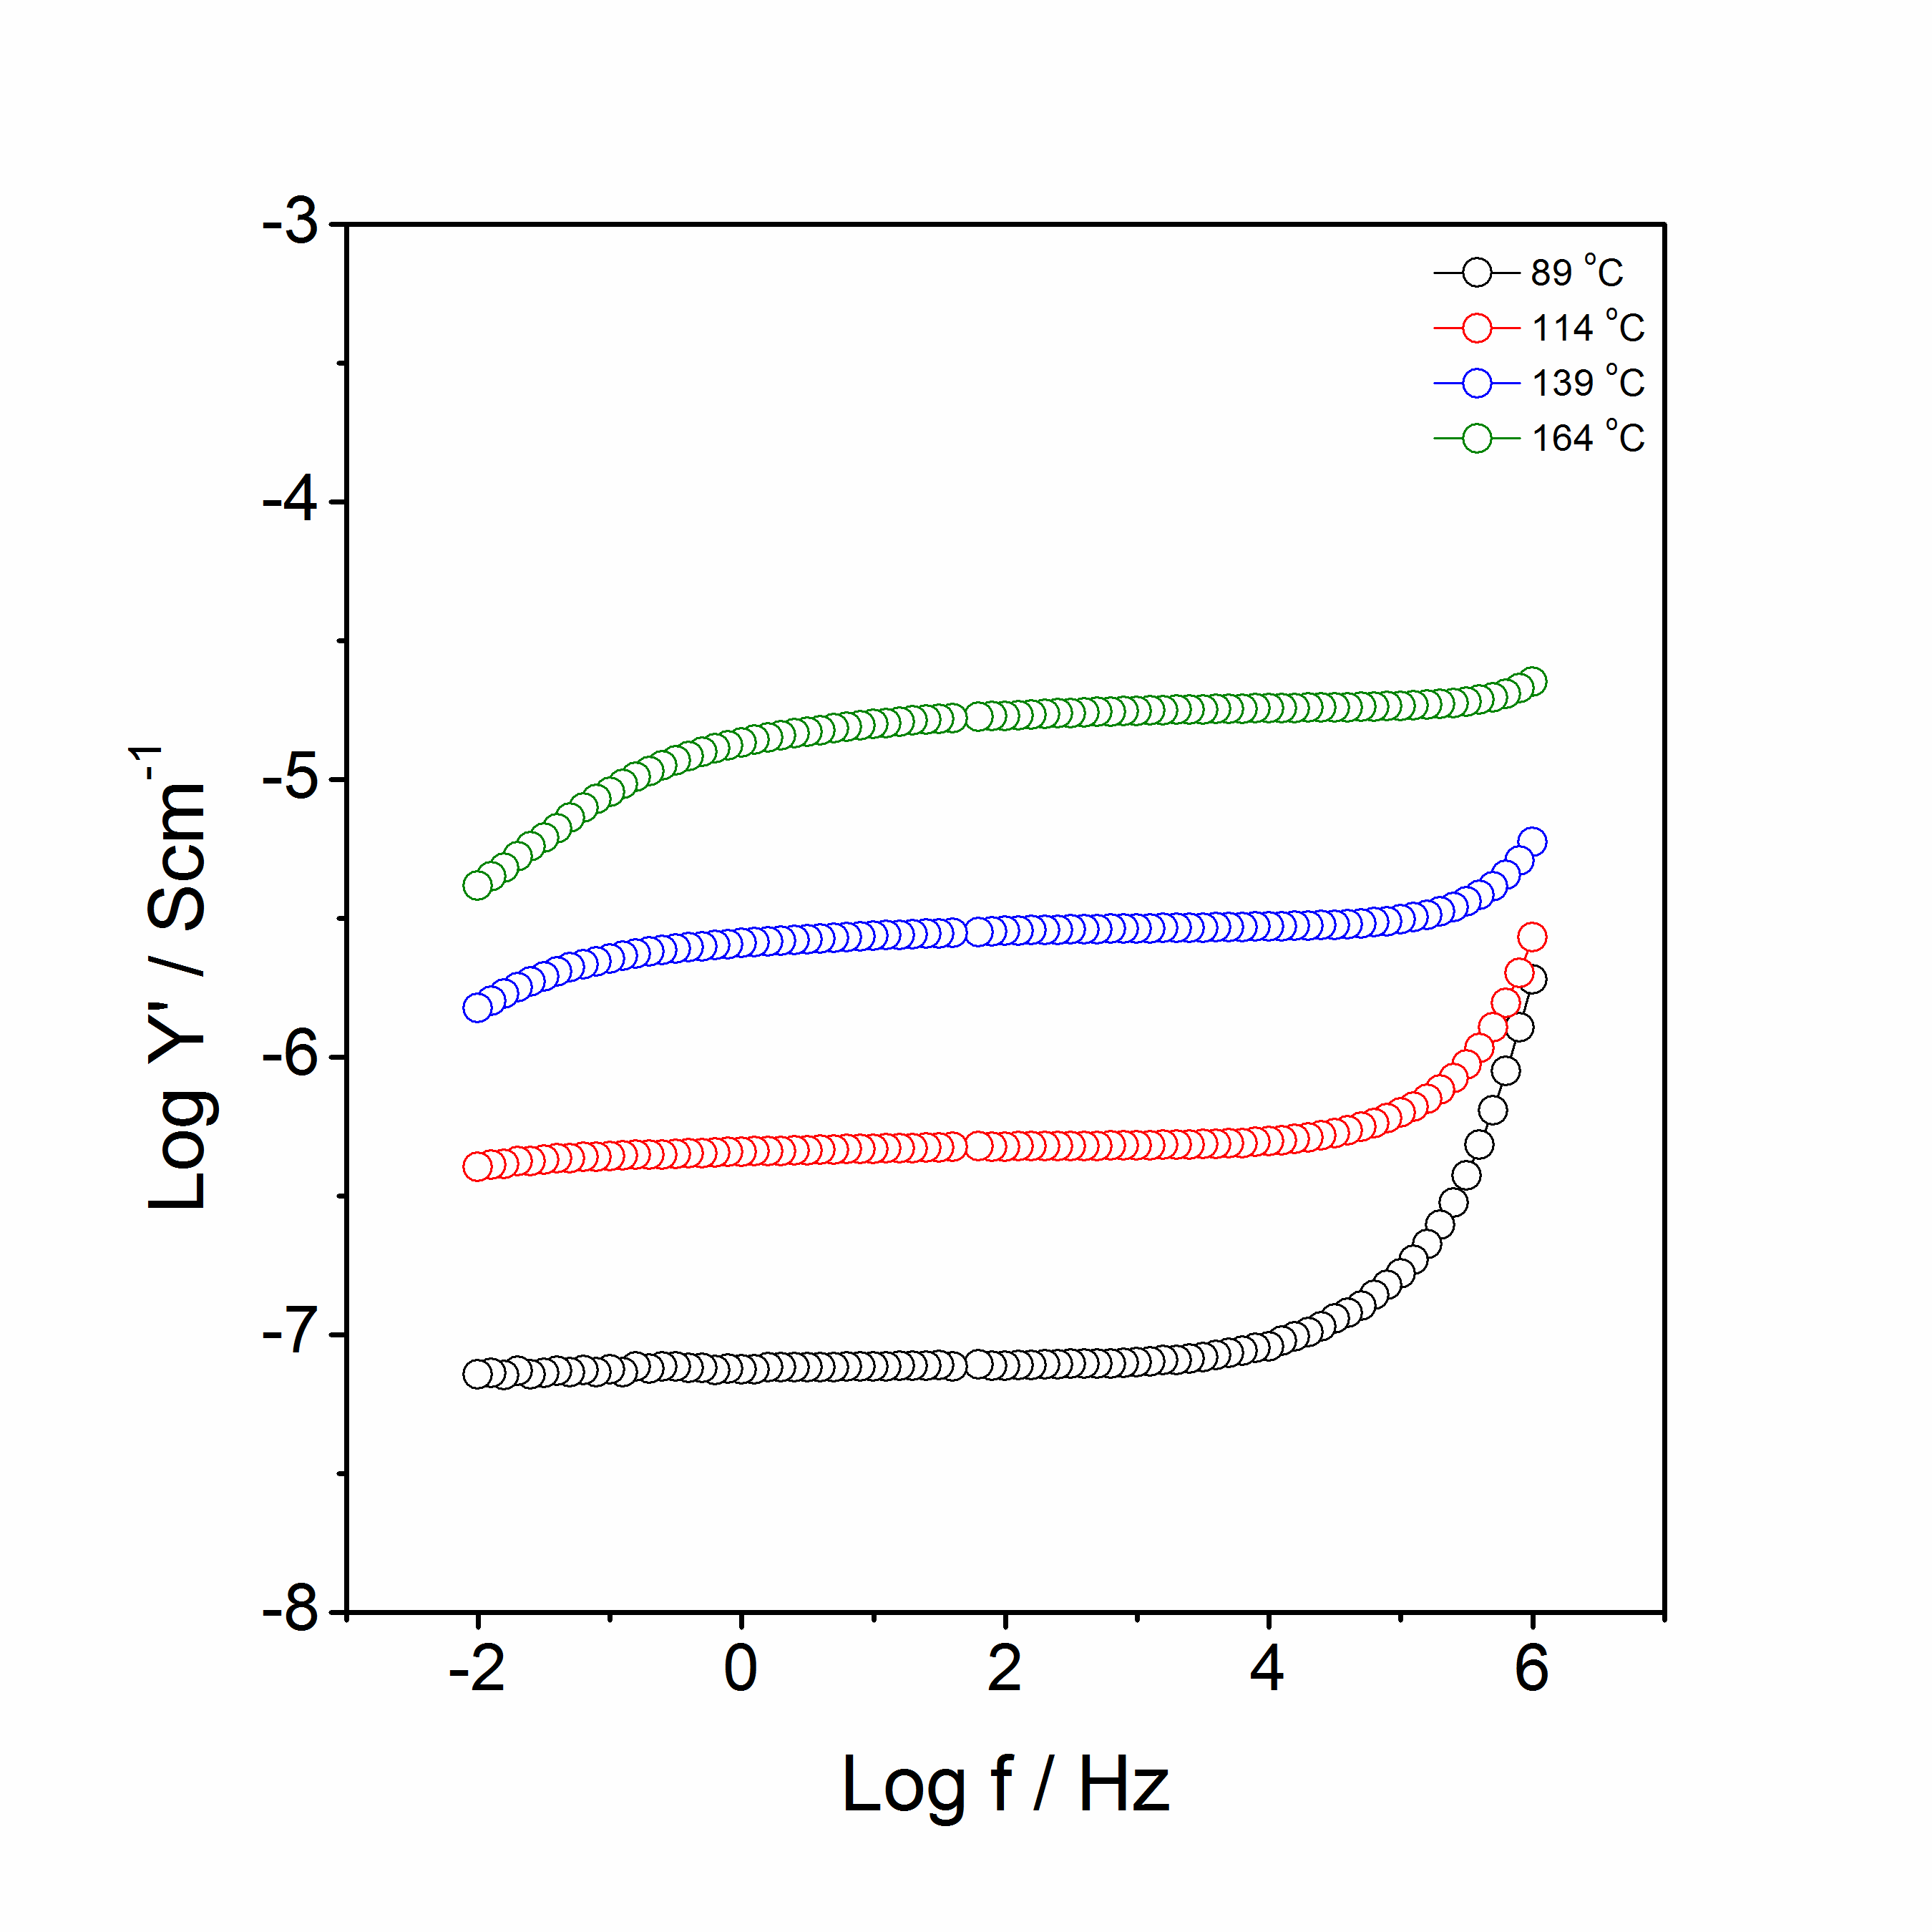 -3
-4
-5
-6
-7
-8
Log Y' / Scm⁻¹
89 °C
114 °C
139 °C
164 °C
-2 0 2 4 6
Log f / Hz